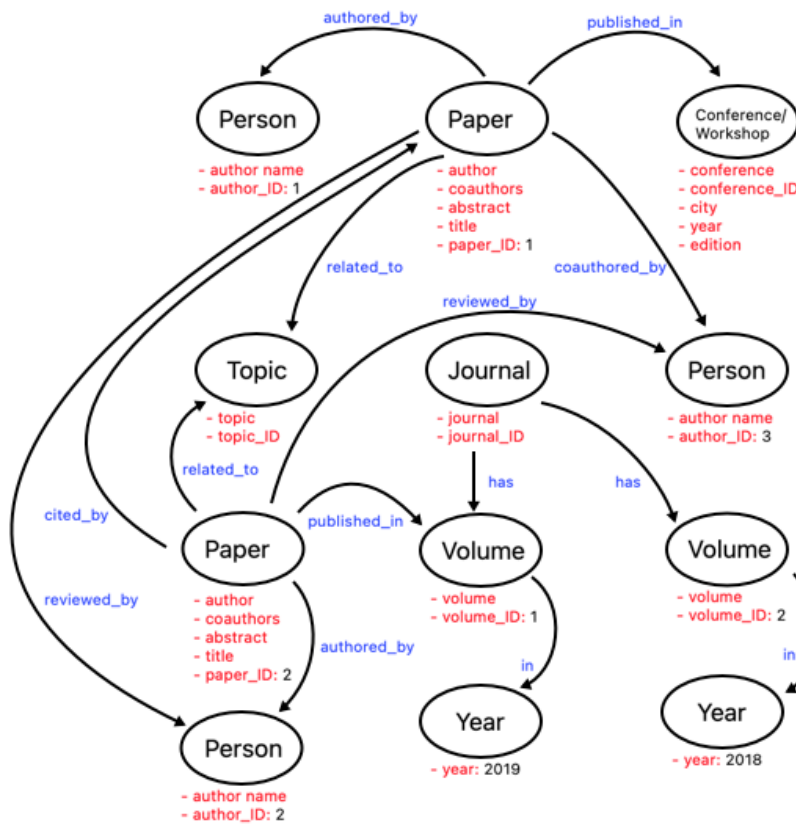 authored_by
published_in
Person
- author name
- author_ID: 1
Paper
- author
- coauthors
- abstract
- title
- paper_ID: 1
Conference/
Workshop
- conference
- conference_ID
- city
- year
- edition
related_to
coauthored_by
reviewed_by
Topic
- topic
- topic_ID
Journal
- journal
- journal_ID
Person
- author name
- author_ID: 3
related_to
has
has
cited_by
published_in
Paper
- author
- coauthors
- abstract
- title
- paper_ID: 2
Volume
- volume
- volume_ID: 1
Volume
- volume
- volume_ID: 2
reviewed_by
authored_by
in
in
Person
- author name
- author_ID: 2
Year
- year: 2019
Year
- year: 2018